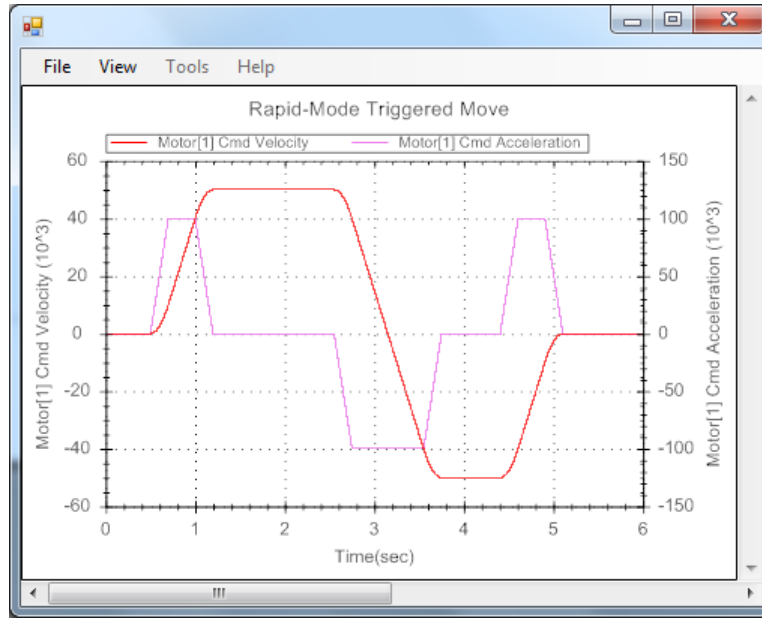 File View Tools Help
Rapid-Mode Triggered Move
Motor[1] Cmd Velocity Motor[1] Cmd Acceleration
60 150
40 100
20 50
0 0
-20 -50
-40 -100
-60 -150
0 1 2 3 4 5 6
Time(sec)
Motor[1] Cmd Velocity (10^3)
Motor[1] Cmd Acceleration (10^3)